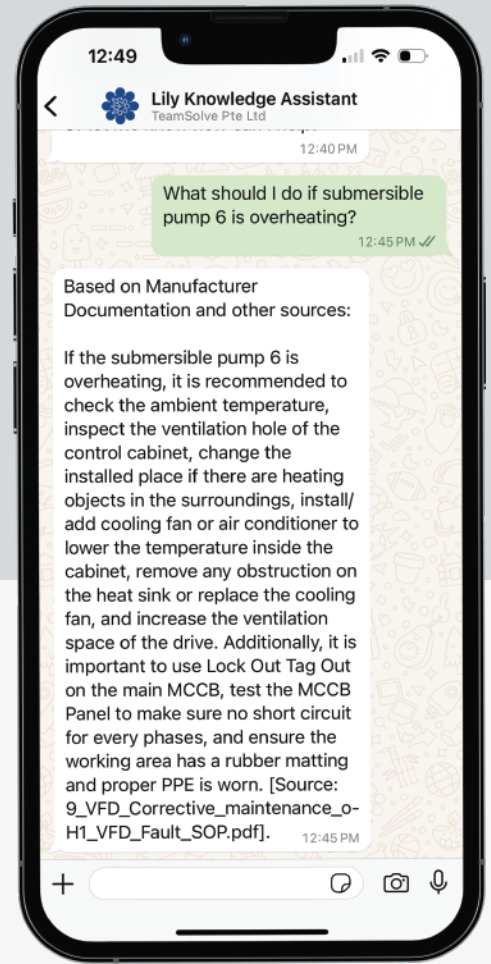 12:49
Lily Knowledge Assistant
TeamSolve Pte Ltd
12:40 PM
What should I do if submersible
pump 6 is overheating?
12:45 PM
Based on Manufacturer
Documentation and other sources:
If the submersible pump 6 is
overheating, it is recommended to
check the ambient temperature,
inspect the ventilation hole of the
control cabinet, change the
installed place if there are heating
objects in the surroundings, install/
add cooling fan or air conditioner to
lower the temperature inside the
cabinet, remove any obstruction on
the heat sink or replace the cooling
fan, and increase the ventilation
space of the drive. Additionally, it is
important to use Lock Out Tag Out
on the main MCCB, test the MCCB
Panel to make sure no short circuit
for every phases, and ensure the
working area has a rubber matting
and proper PPE is worn. [Source:
9_VFD_Corrective_maintenance_o-
H1_VFD_Fault_SOP.pdf].
12:45 PM